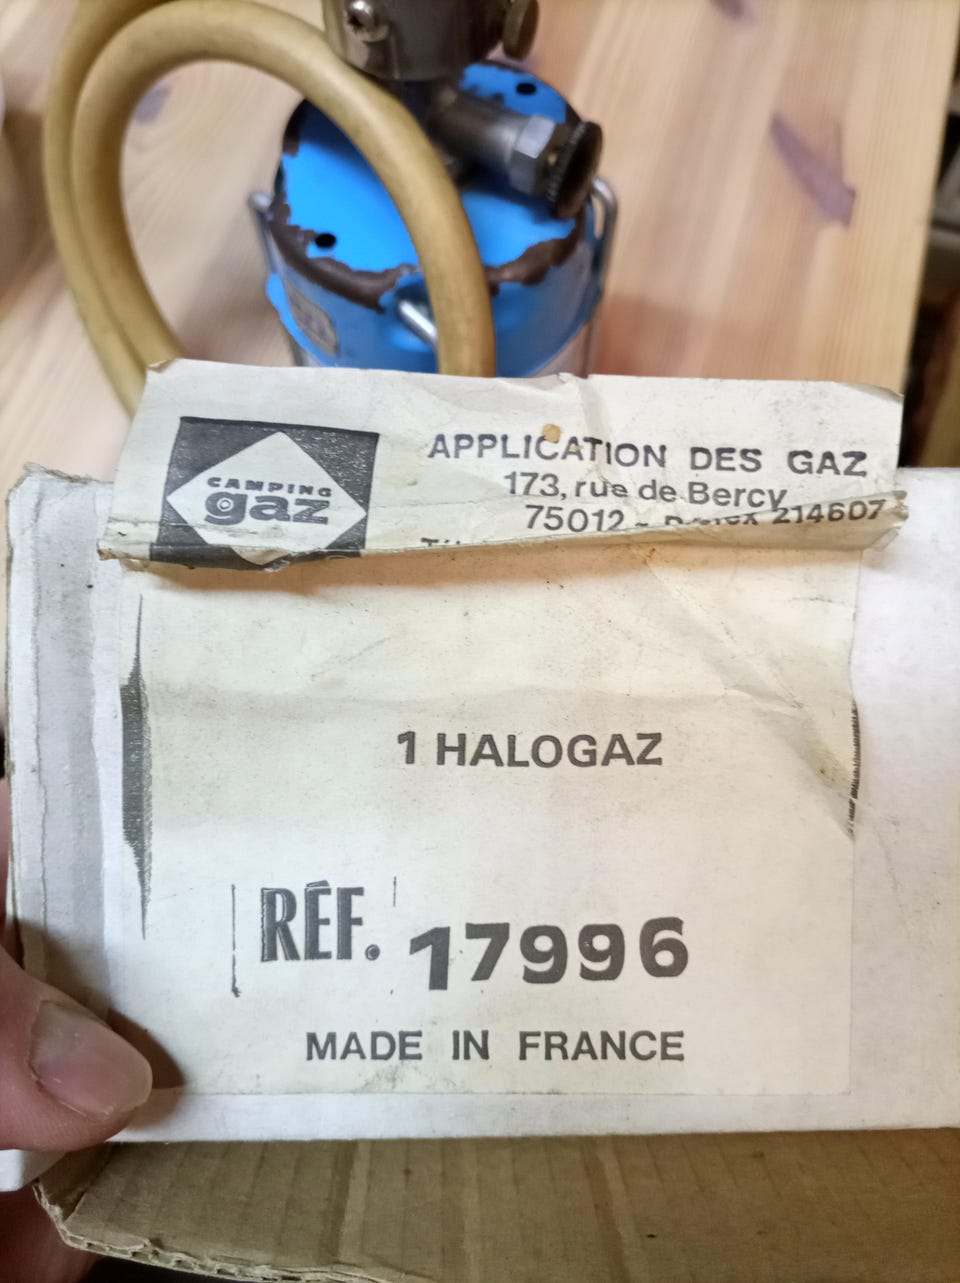 CAMPING
gaz
APPLICATION DES GAZ
173, rue de Bercy
75012 - 214607
1 HALOGAZ
RÉF. 17996
MADE IN FRANCE